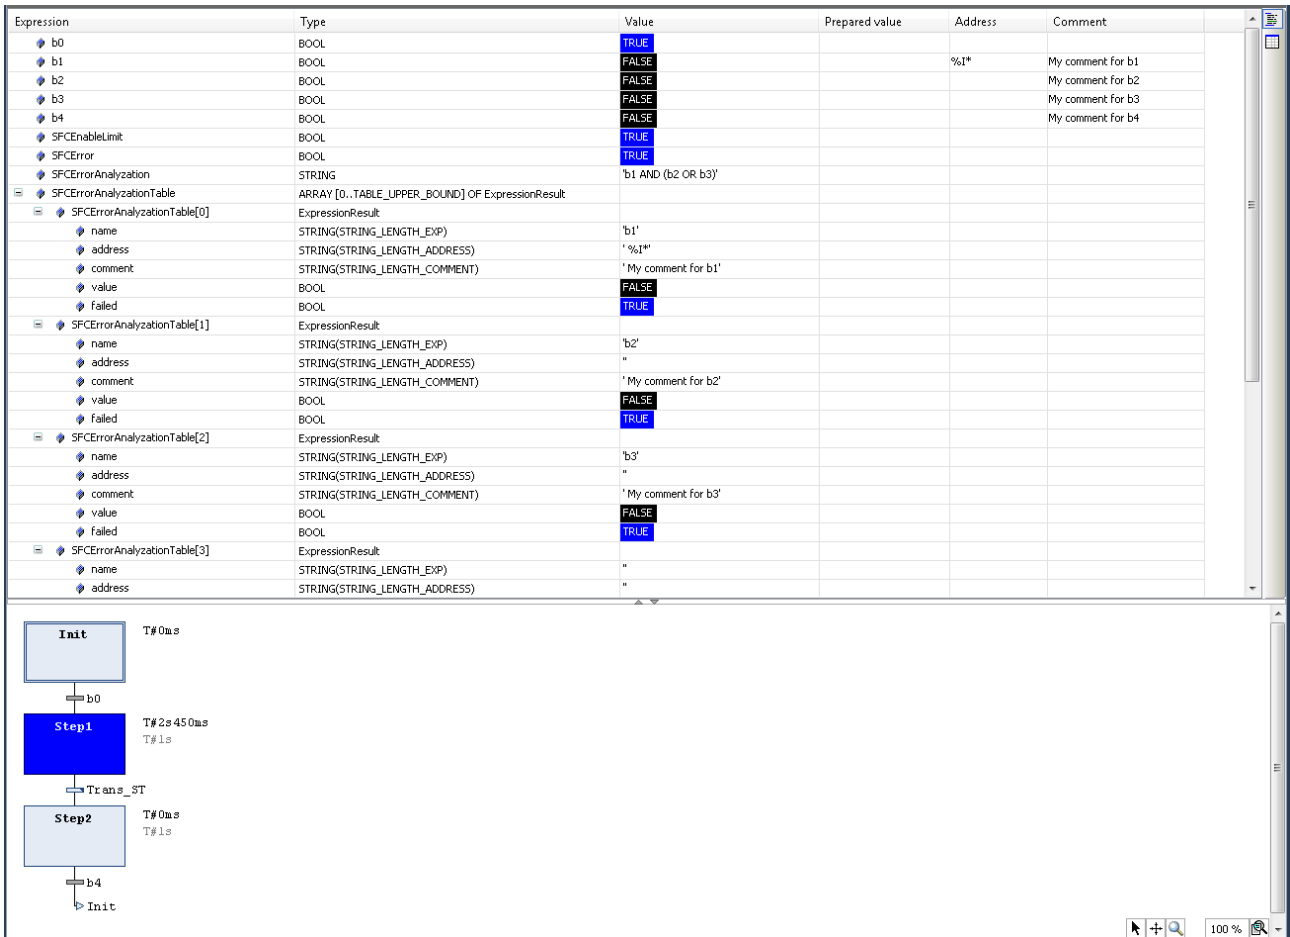 Expression Type Value Prepared value Address Comment
b0 BOOL TRUE
b1 BOOL FALSE %I* My comment for b1
b2 BOOL FALSE My comment for b2
b3 BOOL FALSE My comment for b3
b4 BOOL FALSE My comment for b4
SFCEnableLimit BOOL TRUE
SFCError BOOL TRUE
SFCErrorAnalyzation STRING 'b1 AND (b2 OR b3)'
SFCErrorAnalyzationTable ARRAY [0..TABLE_UPPER_BOUND] OF ExpressionResult
SFCErrorAnalyzationTable[0] ExpressionResult
name STRING(STRING_LENGTH_EXP) 'b1'
address STRING(STRING_LENGTH_ADDRESS) ' %I*'
comment STRING(STRING_LENGTH_COMMENT) ' My comment for b1'
value BOOL FALSE
failed BOOL TRUE
SFCErrorAnalyzationTable[1] ExpressionResult
name STRING(STRING_LENGTH_EXP) 'b2'
address STRING(STRING_LENGTH_ADDRESS) ''
comment STRING(STRING_LENGTH_COMMENT) ' My comment for b2'
value BOOL FALSE
failed BOOL TRUE
SFCErrorAnalyzationTable[2] ExpressionResult
name STRING(STRING_LENGTH_EXP) 'b3'
address STRING(STRING_LENGTH_ADDRESS) ''
comment STRING(STRING_LENGTH_COMMENT) ' My comment for b3'
value BOOL FALSE
failed BOOL TRUE
SFCErrorAnalyzationTable[3] ExpressionResult
name STRING(STRING_LENGTH_EXP) ''
address STRING(STRING_LENGTH_ADDRESS) ''
Init T#0ms
b0
Step1 T#2s450ms
T#1s
Trans_ST
Step2 T#0ms
T#1s
b4
Init
100 %